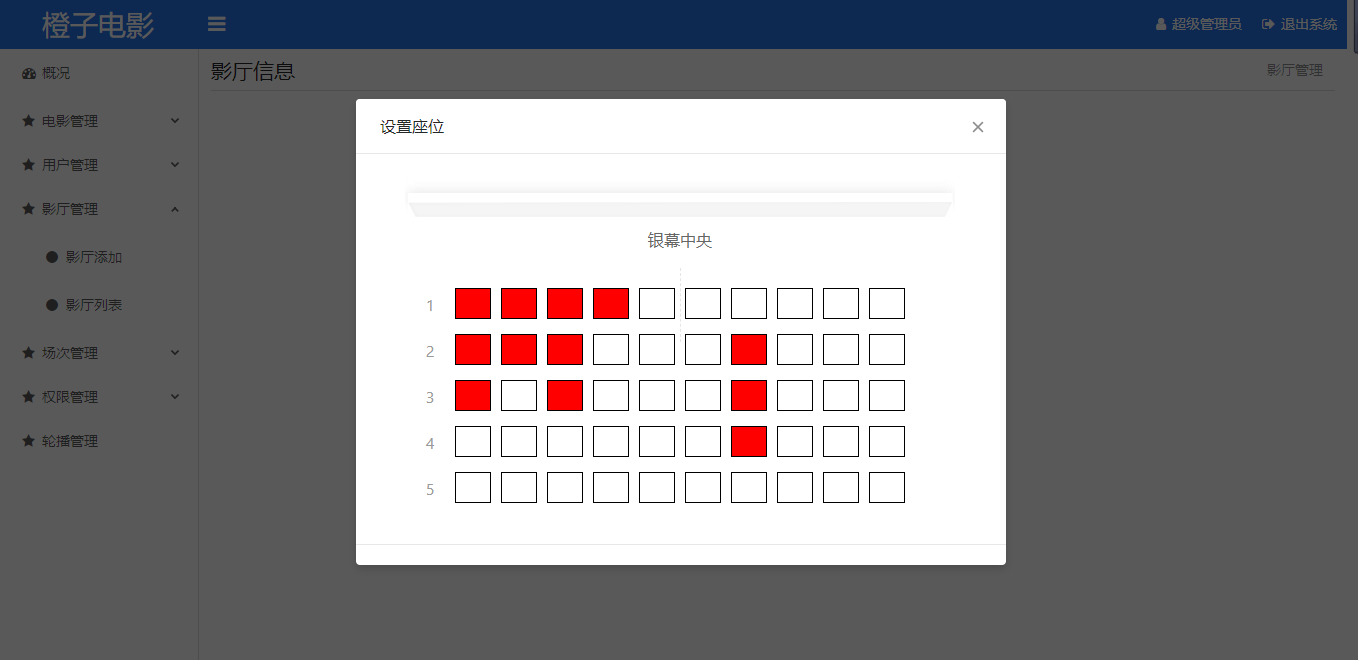 橙子电影
超级管理员
退出系统
概况
电影管理
用户管理
影厅管理
影厅添加
影厅列表
场次管理
权限管理
轮播管理
影厅信息
影厅管理
设置座位
银幕中央
1
2
3
4
5